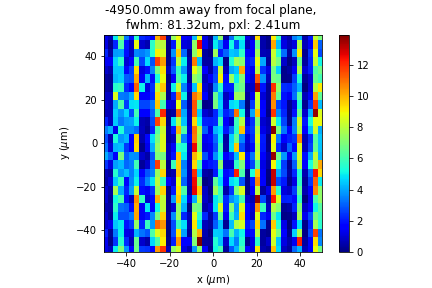 -4950.0mm away from focal plane,
fwhm: 81.32um, pxl: 2.41um
40
20
0
−20
−40
y (μm)
−40 −20 0 20 40
x (μm)
12
10
8
6
4
2
0